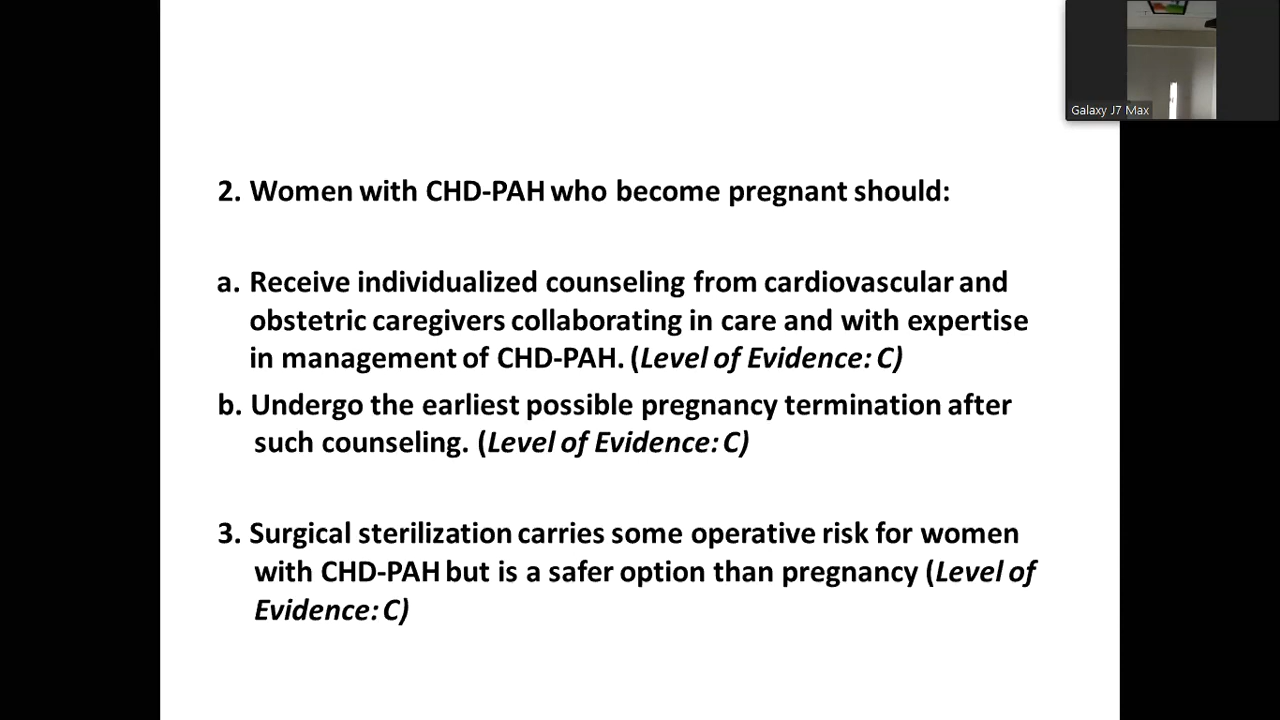 Galaxy J7 Max
2. Women with CHD-PAH who become pregnant should:
a. Receive individualized counseling from cardiovascular and
obstetric caregivers collaborating in care and with expertise
in management of CHD-PAH. (Level of Evidence: C)
b. Undergo the earliest possible pregnancy termination after
such counseling. (Level of Evidence: C)
3. Surgical sterilization carries some operative risk for women
with CHD-PAH but is a safer option than pregnancy (Level of
Evidence: C)